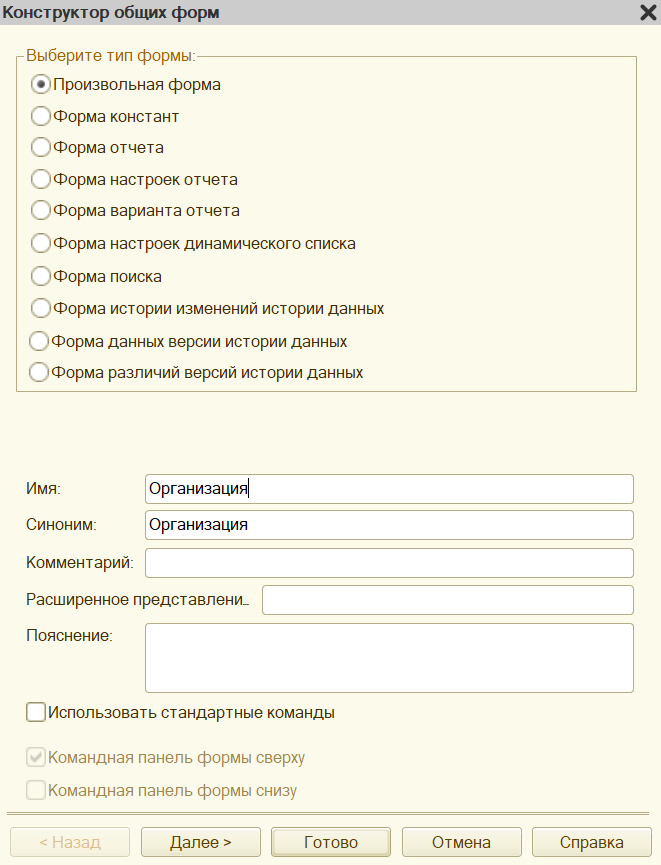 Конструктор общих форм
Выберите тип формы:
Произвольная форма
Форма констант
Форма отчета
Форма настроек отчета
Форма варианта отчета
Форма настроек динамического списка
Форма поиска
Форма истории изменений истории данных
Форма данных версии истории данных
Форма различий версий истории данных
Имя: Организация
Синоним: Организация
Комментарий:
Расширенное представлени...
Пояснение:
Использовать стандартные команды
Командная панель формы сверху
Командная панель формы снизу
< Назад Далее > Готово Отмена Справка